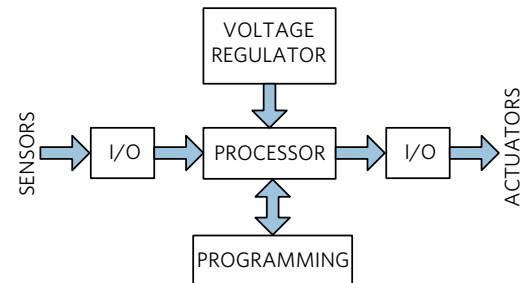 VOLTAGE
REGULATOR
SENSORS
I/O
PROCESSOR
I/O
ACTUATORS
PROGRAMMING